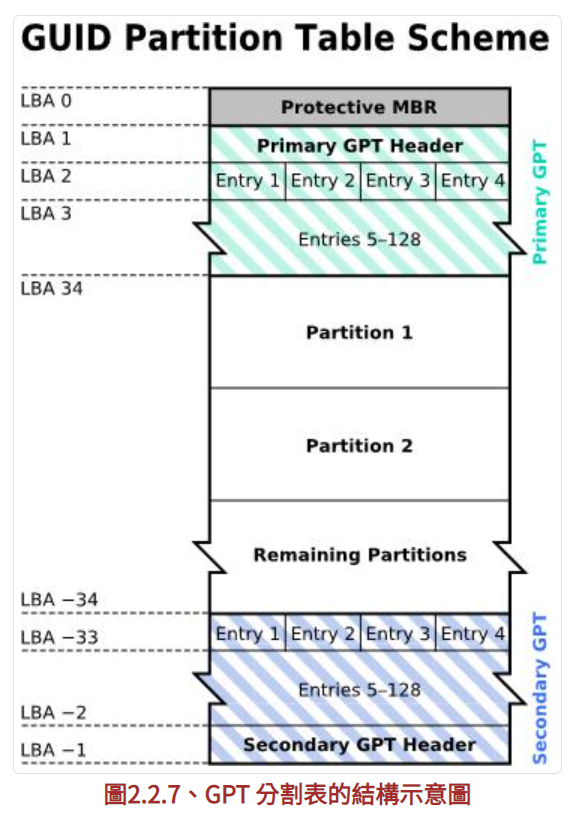 GUID Partition Table Scheme
LBA 0
Protective MBR
LBA 1
Primary GPT Header
LBA 2
Entry 1 Entry 2 Entry 3 Entry 4
LBA 3
Entries 5–128
Primary GPT
LBA 34
Partition 1
Partition 2
Remaining Partitions
LBA −34
LBA −33
Entry 1 Entry 2 Entry 3 Entry 4
Entries 5–128
LBA −2
LBA −1
Secondary GPT Header
Secondary GPT
圖2.2.7、GPT 分割表的結構示意圖